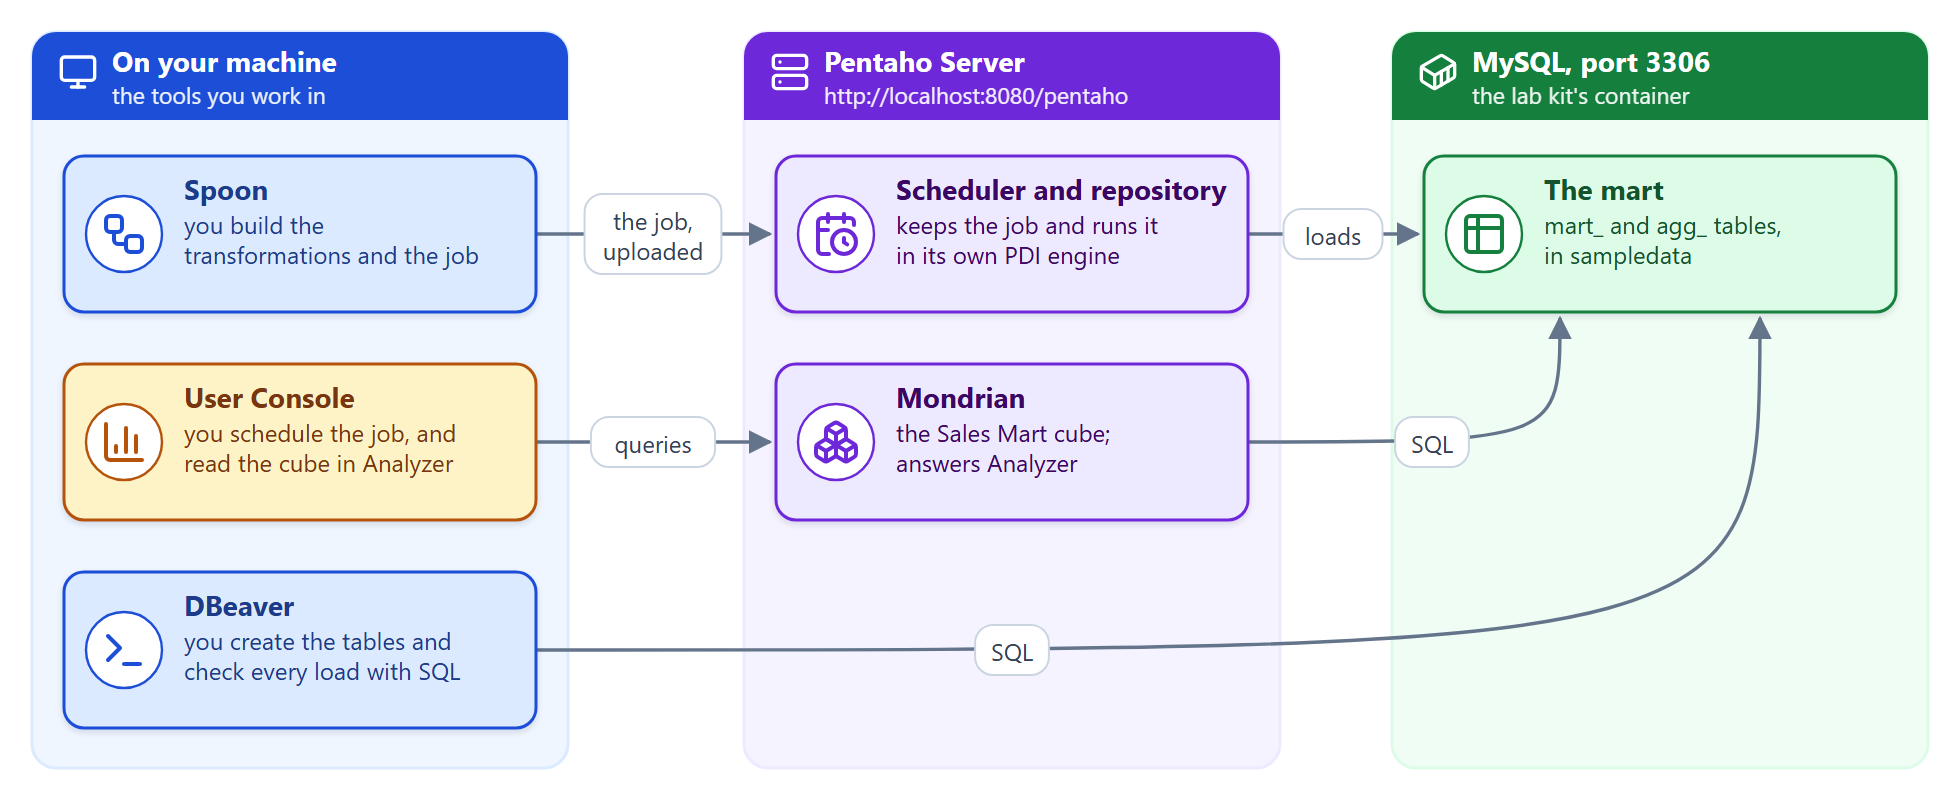 On your machine
the tools you work in
Spoon
you build the
transformations and the job
User Console
you schedule the job, and
read the cube in Analyzer
DBeaver
you create the tables and
check every load with SQL
the job,
uploaded
queries
SQL
Pentaho Server
http://localhost:8080/pentaho
Scheduler and repository
keeps the job and runs it
in its own PDI engine
Mondrian
the Sales Mart cube;
answers Analyzer
loads
SQL
MySQL, port 3306
the lab kit's container
The mart
mart_ and agg_ tables,
in sampledata